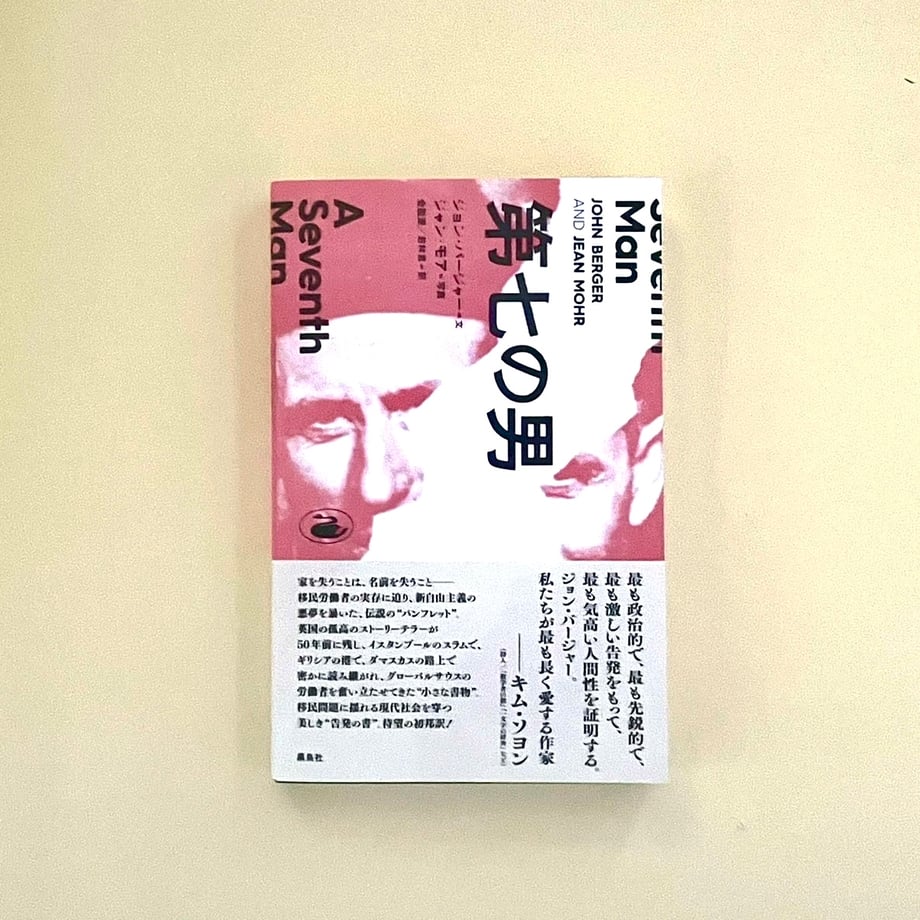 A
Seventh
Man
第七の男
ジョン・バージャー=文
ジャン・モア=写真
JOHN BERGER
AND JEAN MOHR
Seventh
Man
家を失うことは、名前を失うこと──
移民労働者の実存に迫り、新自由主義の
悪夢を暴いた、伝説の“パンフレット”。
英国の孤高のストーリーテラーが
50年前に残し、イスタンブールのスラムで、
ギリシアの港で、ダマスカスの路上で
密かに読み継がれ、グローバルサウスの
労働者を奮い立たせてきた“小さな書物”。
移民問題に揺れる現代社会を穿つ
美しき“告発の書”、待望の初邦訳!
黒鳥社
最も政治的で、最も先鋭的で、
最も激しい告発をもって、
最も気高い人間性を証明する。
ジョン・バージャー。
私たちが最も長く愛する作家
──キム・ソヨン